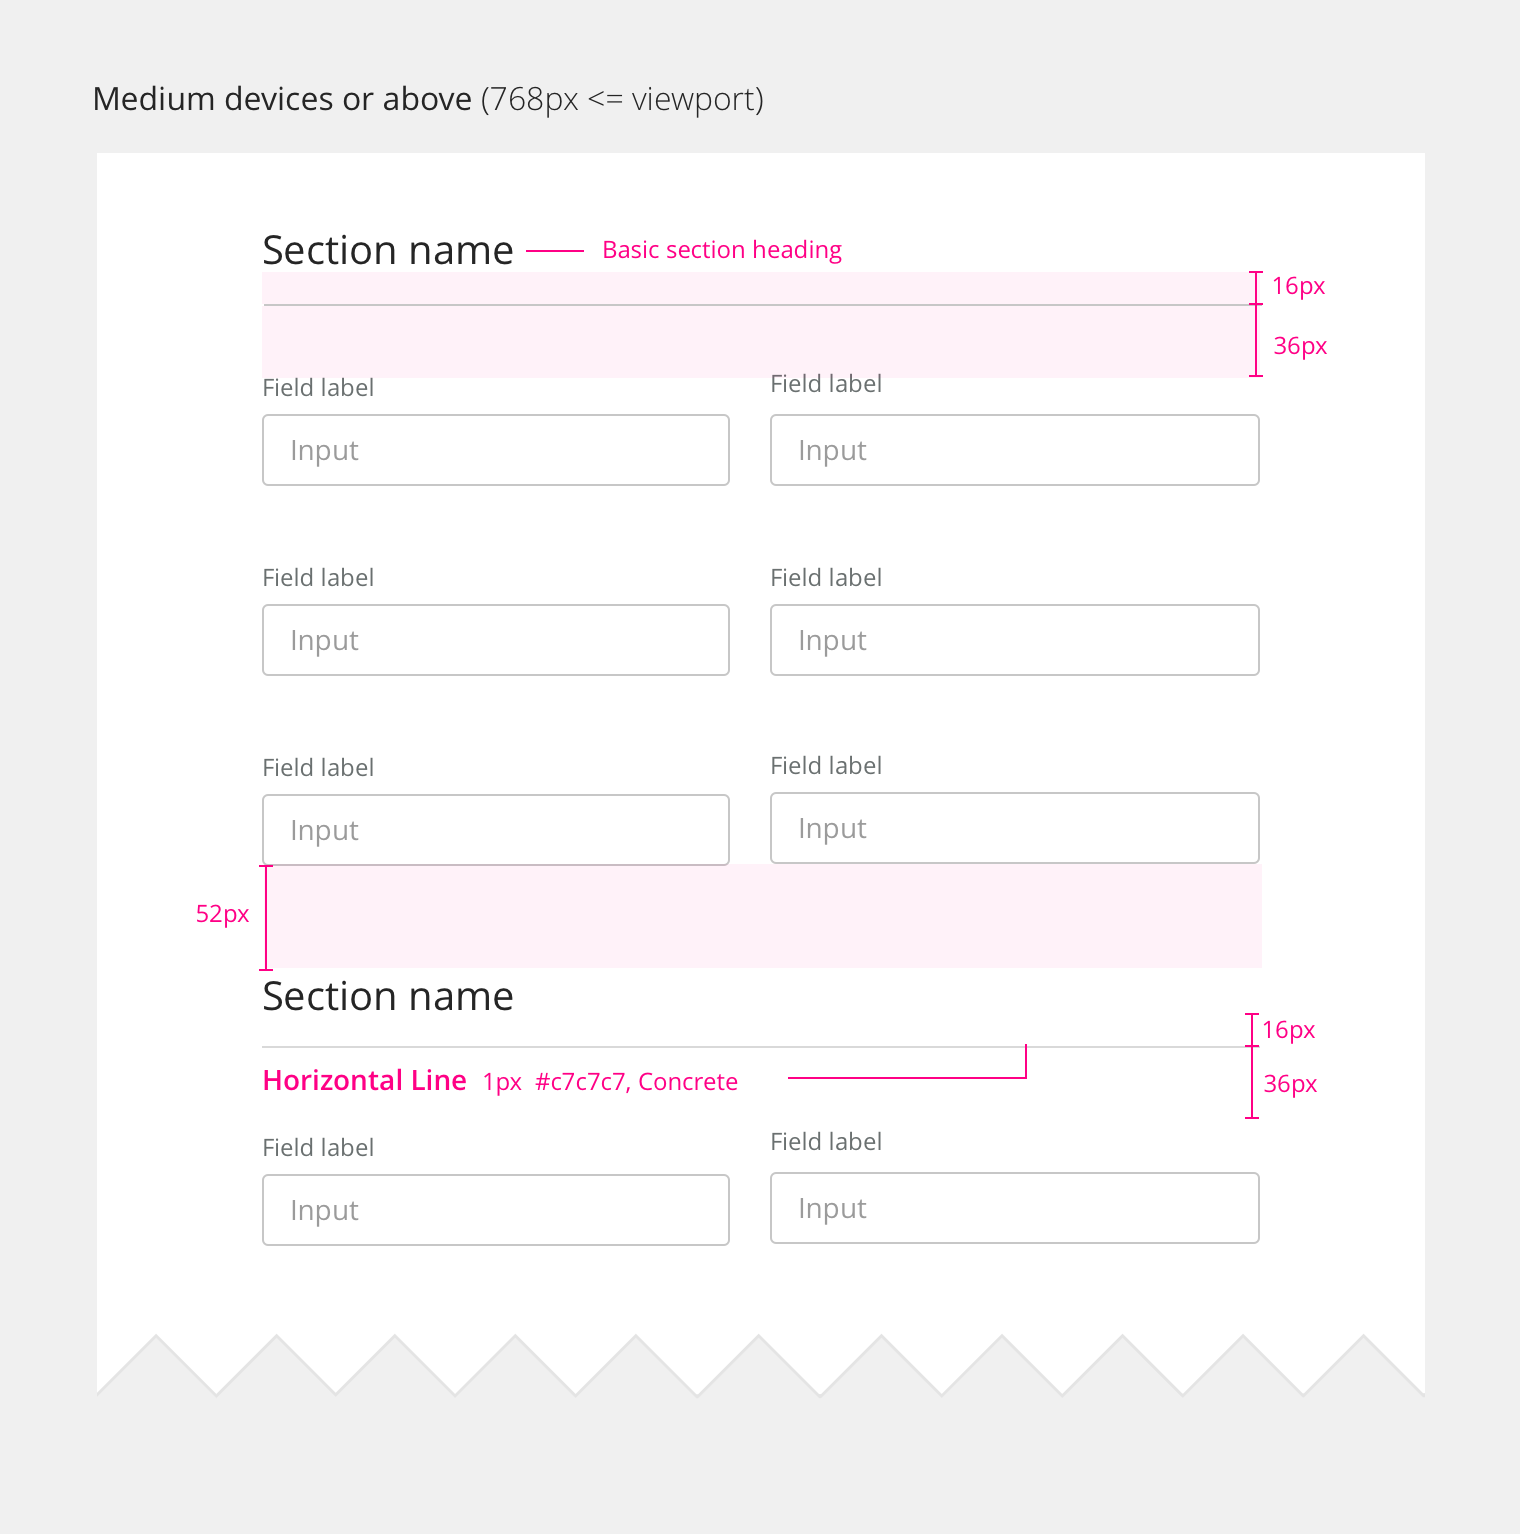 Medium devices or above (768px <= viewport)
Section name Basic section heading
16px
36px
Field label Field label
Input Input
Field label Field label
Input Input
Field label Field label
Input Input
52px
Section name
16px
Horizontal Line 1px #c7c7c7, Concrete
36px
Field label Field label
Input Input